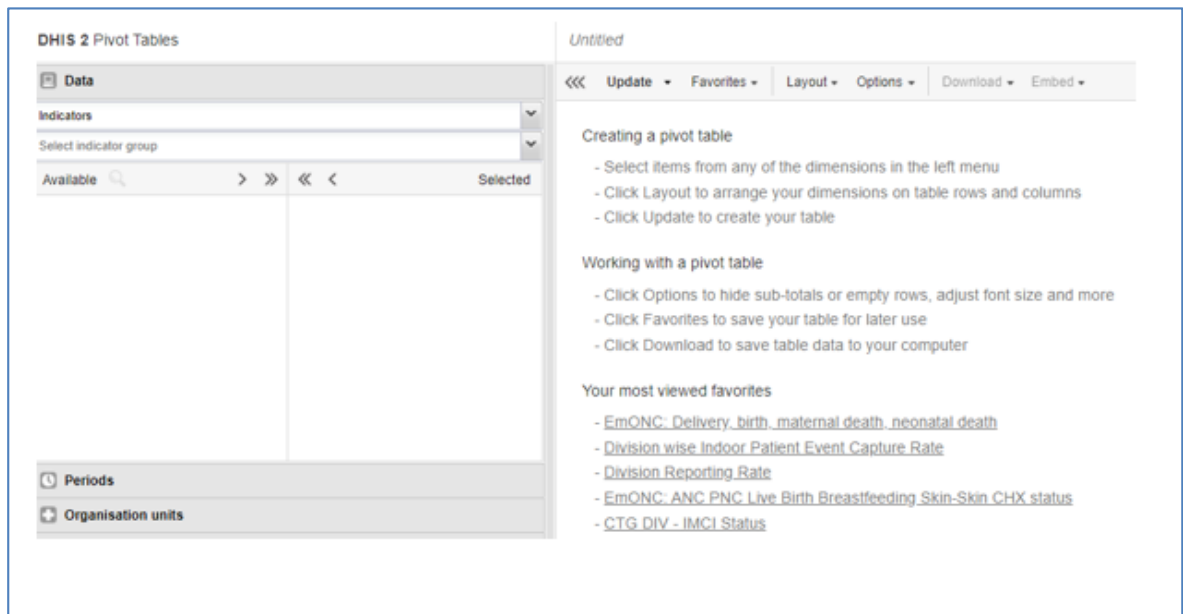 DHIS 2 Pivot Tables
Data
Indicators
Select indicator group
Available
Selected
Periods
Organisation units
Untitled
Update Favorites Layout Options Download Embed
Creating a pivot table
- Select items from any of the dimensions in the left menu
- Click Layout to arrange your dimensions on table rows and columns
- Click Update to create your table
Working with a pivot table
- Click Options to hide sub-totals or empty rows, adjust font size and more
- Click Favorites to save your table for later use
- Click Download to save table data to your computer
Your most viewed favorites
- EmONC: Delivery, birth, maternal death, neonatal death
- Division wise Indoor Patient Event Capture Rate
- Division Reporting Rate
- EmONC: ANC PNC Live Birth Breastfeeding Skin-Skin CHX status
- CTG DIV - IMCI Status